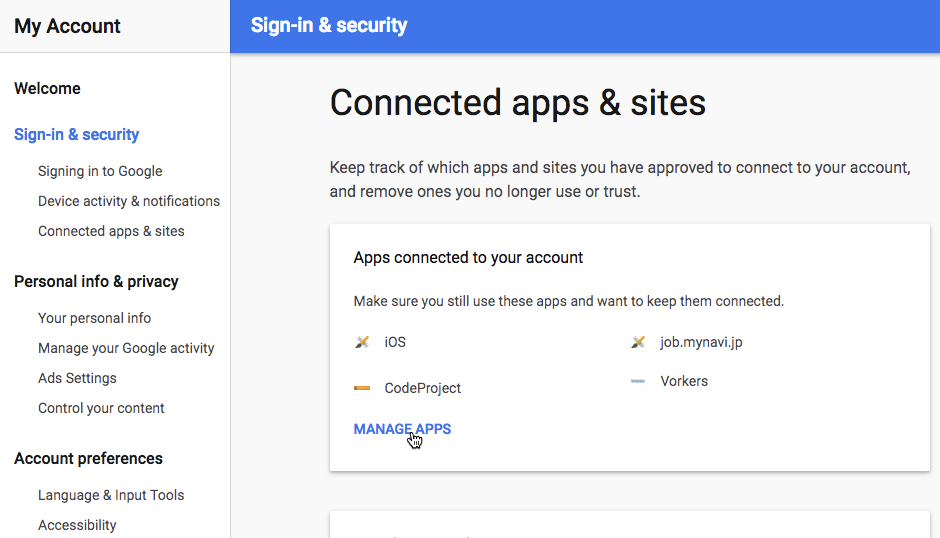 My Account
Sign-in & security
Welcome
Sign-in & security
Signing in to Google
Device activity & notifications
Connected apps & sites
Personal info & privacy
Your personal info
Manage your Google activity
Ads Settings
Control your content
Account preferences
Language & Input Tools
Accessibility
Connected apps & sites
Keep track of which apps and sites you have approved to connect to your account,
and remove ones you no longer use or trust.
Apps connected to your account
Make sure you still use these apps and want to keep them connected.
iOS
job.mynavi.jp
CodeProject
Vorkers
MANAGE APPS